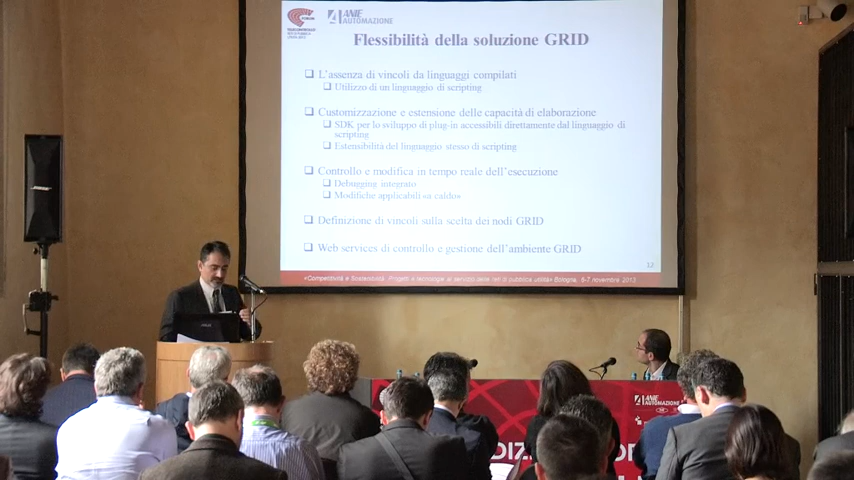 FORUM
TELECONTROLLO
ANIE
AUTOMAZIONE
Flessibilità della soluzione GRID
❑ L'assenza di vincoli da linguaggi compilati
❑ Utilizzo di un linguaggio di scripting
❑ Customizzazione e estensione delle capacità di elaborazione
❑ SDK per lo sviluppo di plug-in accessibili direttamente dal linguaggio di
scripting
❑ Estensibilità del linguaggio stesso di scripting
❑ Controllo e modifica in tempo reale dell'esecuzione
❑ Debugging integrato
❑ Modifiche applicabili «a caldo»
❑ Definizione di vincoli sulla scelta dei nodi GRID
❑ Web services di controllo e gestione dell'ambiente GRID
12
«Competitività e Sostenibilità. Progetti e tecnologie al servizio delle reti di pubblica utilità» Bologna, 6-7 novembre 2013
ANIE
AUTOMAZIONE
DIZ